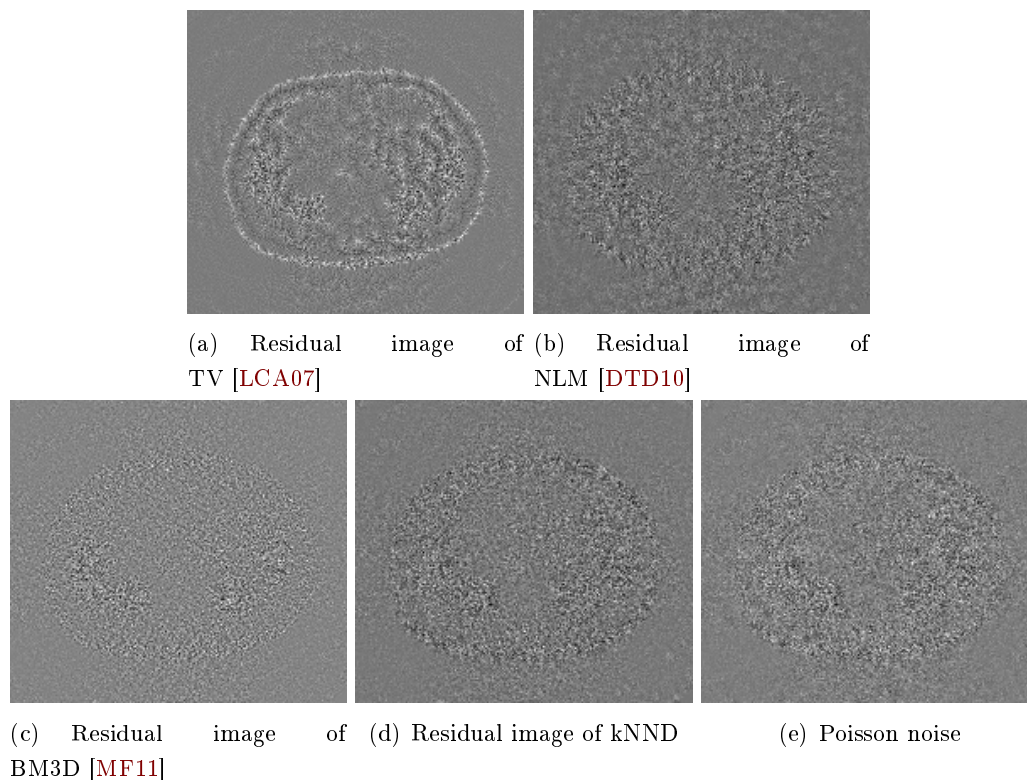 (a) Residual image of
TV [LCA07]
(b) Residual image of
NLM [DTD10]
(c) Residual image of
BM3D [MF11]
(d) Residual image of kNND
(e) Poisson noise